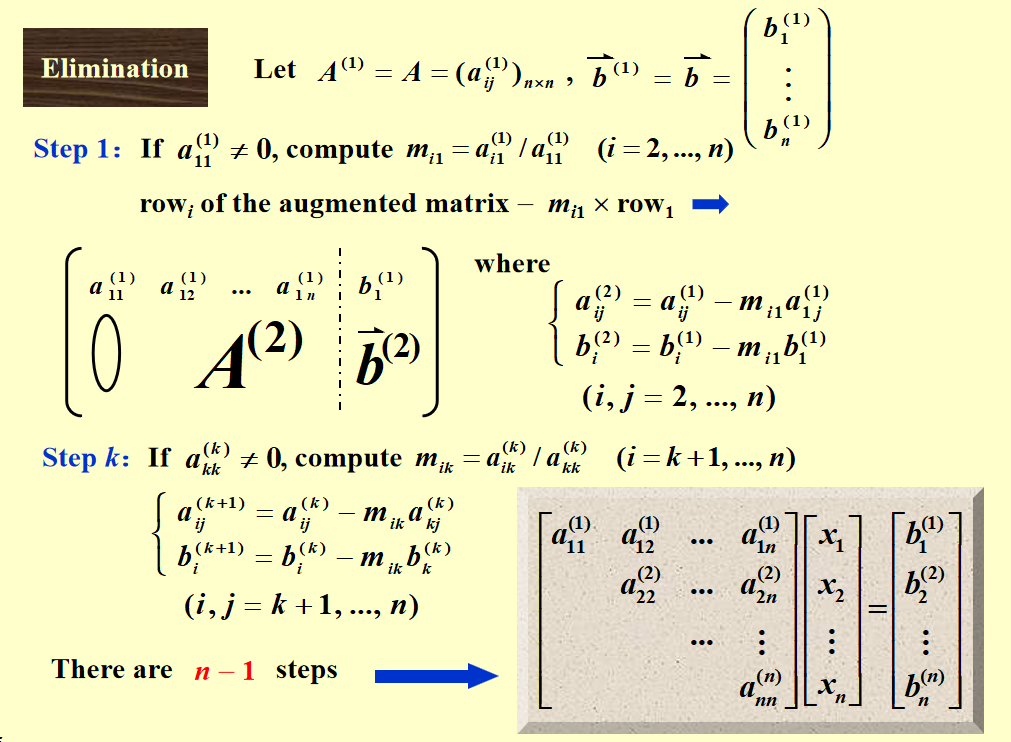 Elimination Let $A^{(1)} = A = (a_{ij}^{(1)})_{n \times n}$ , $\vec{b}^{(1)} = \vec{b} = \begin{pmatrix} b_1^{(1)} \\ \vdots \\ b_n^{(1)} \end{pmatrix}$
Step 1: If $a_{11}^{(1)} \neq 0$, compute $m_{i1} = a_{i1}^{(1)} / a_{11}^{(1)}$ $(i = 2, ..., n)$
row$_i$ of the augmented matrix – $m_{i1} \times$ row$_1$ ➡
$\left( \begin{array}{cccc:c} a_{11}^{(1)} & a_{12}^{(1)} & ... & a_{1n}^{(1)} & b_1^{(1)} \\ 0 & & A^{(2)} & & \vec{b}^{(2)} \end{array} \right)$
where
$\begin{cases} a_{ij}^{(2)} = a_{ij}^{(1)} - m_{i1} a_{1j}^{(1)} \\ b_i^{(2)} = b_i^{(1)} - m_{i1} b_1^{(1)} \end{cases}$
$(i, j = 2, ..., n)$
Step k: If $a_{kk}^{(k)} \neq 0$, compute $m_{ik} = a_{ik}^{(k)} / a_{kk}^{(k)}$ $(i = k+1, ..., n)$
$\begin{cases} a_{ij}^{(k+1)} = a_{ij}^{(k)} - m_{ik} a_{kj}^{(k)} \\ b_i^{(k+1)} = b_i^{(k)} - m_{ik} b_k^{(k)} \end{cases}$
$(i, j = k+1, ..., n)$
There are n – 1 steps
$\begin{bmatrix} a_{11}^{(1)} & a_{12}^{(1)} & ... & a_{1n}^{(1)} \\ & a_{22}^{(2)} & ... & a_{2n}^{(2)} \\ & & ... & \vdots \\ & & & a_{nn}^{(n)} \end{bmatrix} \begin{bmatrix} x_1 \\ x_2 \\ \vdots \\ x_n \end{bmatrix} = \begin{bmatrix} b_1^{(1)} \\ b_2^{(2)} \\ \vdots \\ b_n^{(n)} \end{bmatrix}$